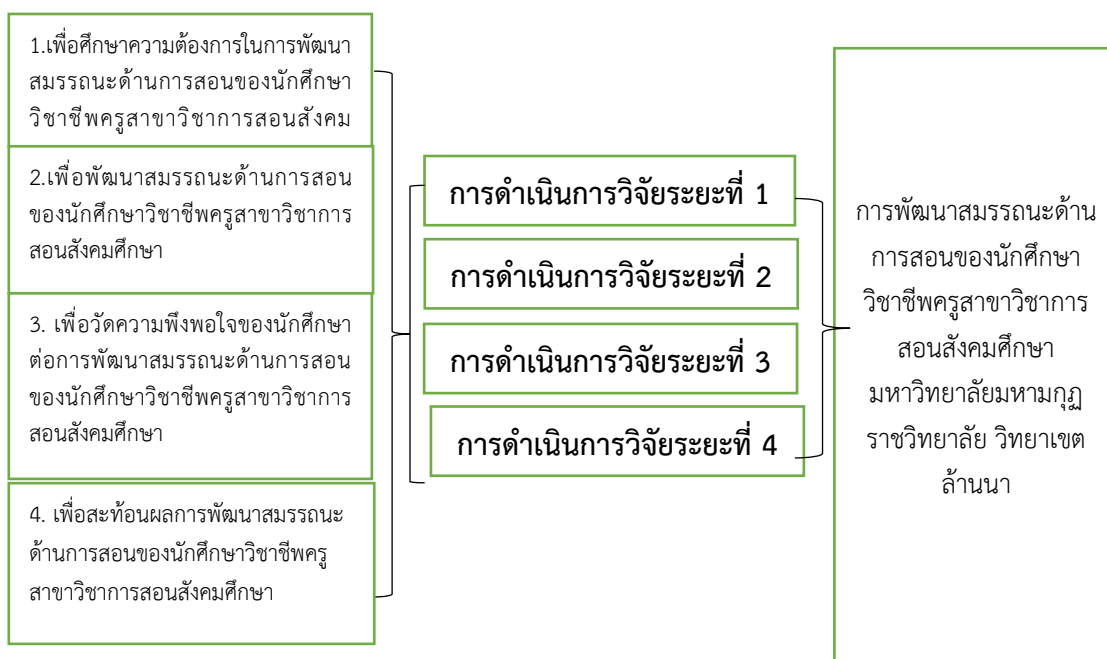 1.เพื่อศึกษาความต้องการในการพัฒนา
สมรรถนะด้านการสอนของนักศึกษา
วิชาชีพครูสาขาวิชาการสอนสังคม
2.เพื่อพัฒนาสมรรถนะด้านการสอน
ของนักศึกษาวิชาชีพครูสาขาวิชาการ
สอนสังคมศึกษา
3. เพื่อวัดความพึงพอใจของนักศึกษา
ต่อการพัฒนาสมรรถนะด้านการสอน
ของนักศึกษาวิชาชีพครูสาขาวิชาการ
สอนสังคมศึกษา
4. เพื่อสะท้อนผลการพัฒนาสมรรถนะ
ด้านการสอนของนักศึกษาวิชาชีพครู
สาขาวิชาการสอนสังคมศึกษา
การดำเนินการวิจัยระยะที่ 1
การดำเนินการวิจัยระยะที่ 2
การดำเนินการวิจัยระยะที่ 3
การดำเนินการวิจัยระยะที่ 4
การพัฒนาสมรรถนะด้าน
การสอนของนักศึกษา
วิชาชีพครูสาขาวิชาการ
สอนสังคมศึกษา
มหาวิทยาลัยมหามกุฏ
ราชวิทยาลัย วิทยาเขต
ล้านนา